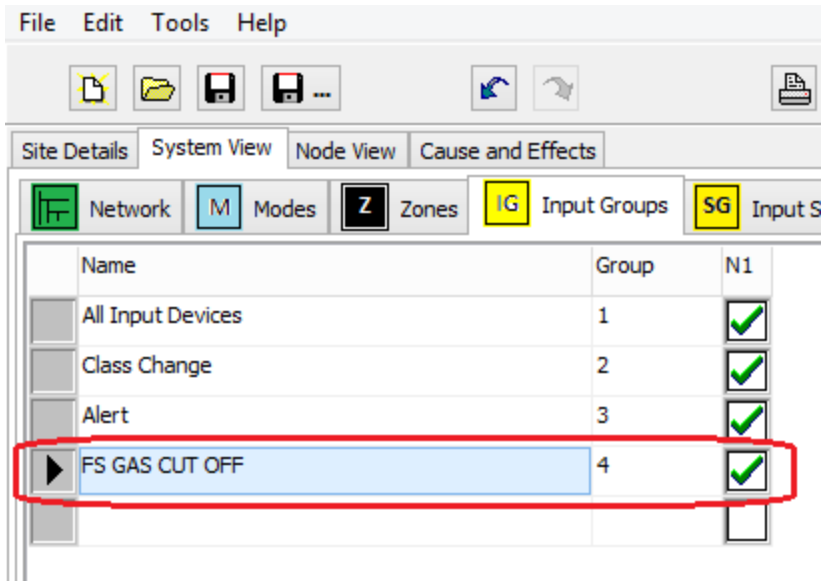 File Edit Tools Help
...
Site Details System View Node View Cause and Effects
Network M Modes Z Zones IG Input Groups SG Input S
Name Group N1
All Input Devices 1
Class Change 2
Alert 3
FS GAS CUT OFF 4